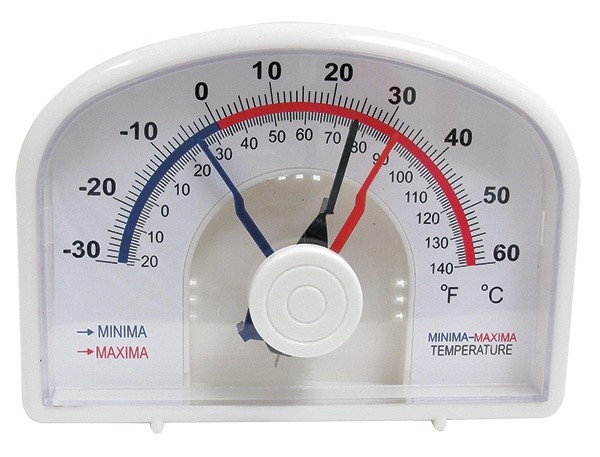 -30 -20 -10 0 10 20 30 40 50 60
20 10 0 10 20 30 40 50 60 70 80 90 100 110 120 130 140
°F °C
→ MINIMA
→ MAXIMA
MINIMA-MAXIMA
TEMPERATURE